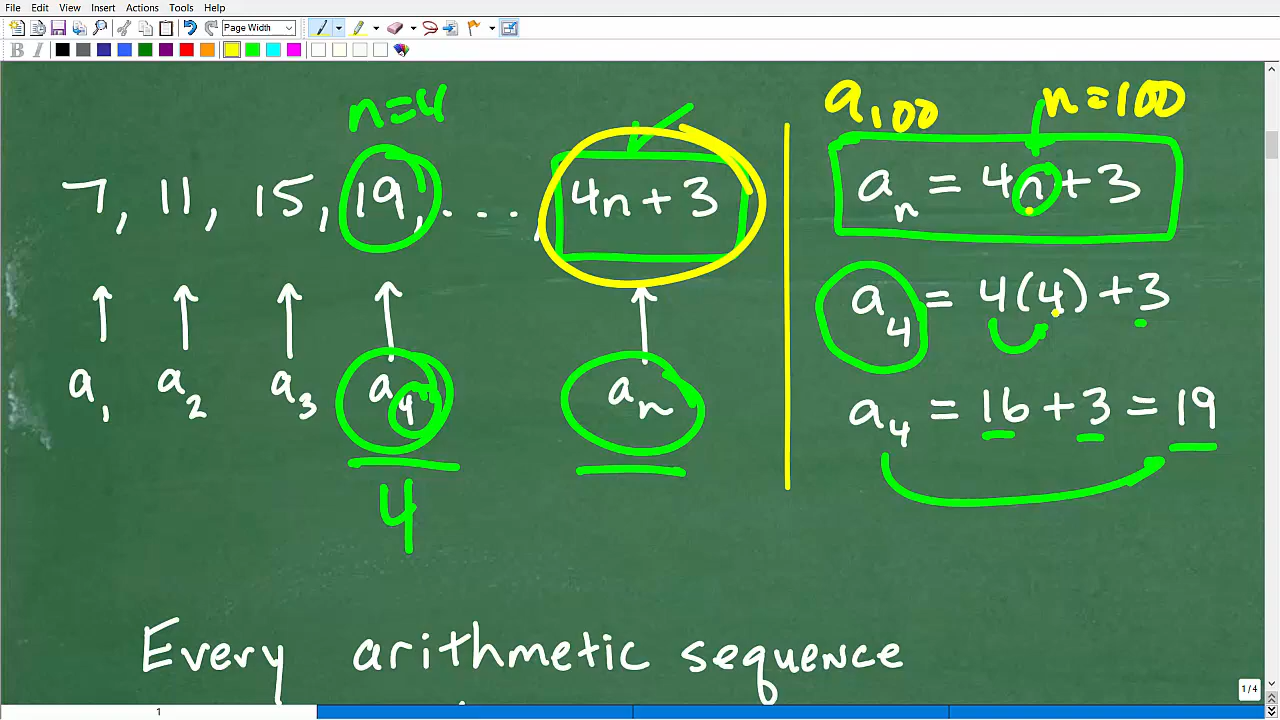 File Edit View Insert Actions Tools Help
Page Width
B I
n=4
7, 11, 15, 19, . . . , 4n+3
a1 a2 a3 a4 an
4
a100 n=100
an = 4n+3
a4 = 4(4)+3
a4 = 16+3=19
Every arithmetic sequence
1/4
1